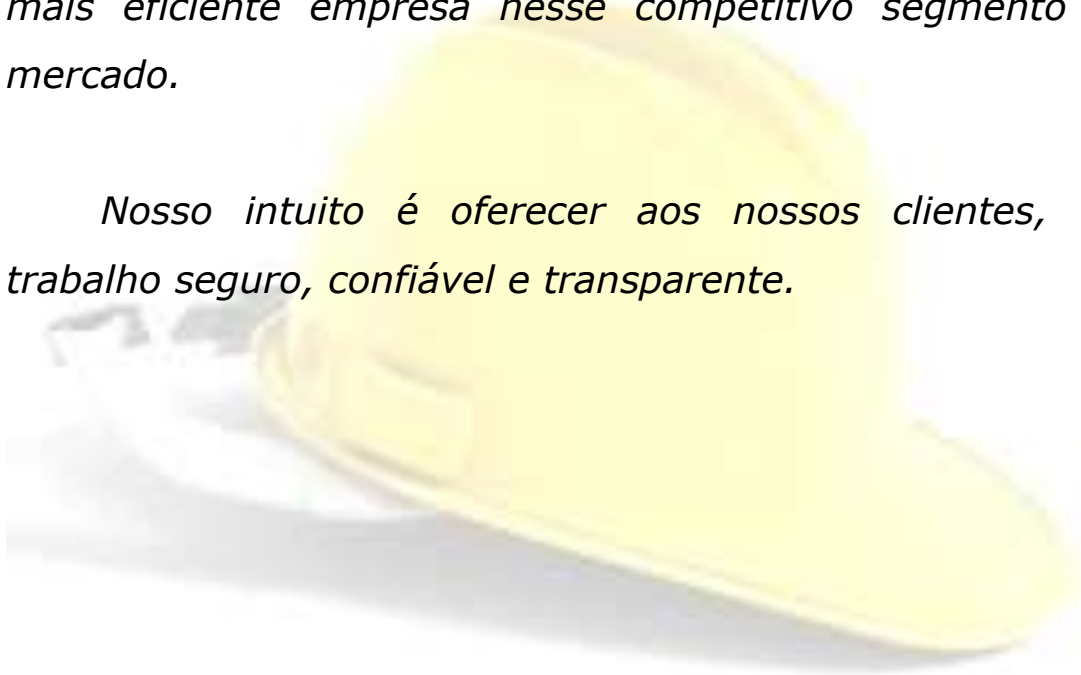 mais eficiente empresa nesse competitivo segmento
mercado.
Nosso intuito é oferecer aos nossos clientes,
trabalho seguro, confiável e transparente.